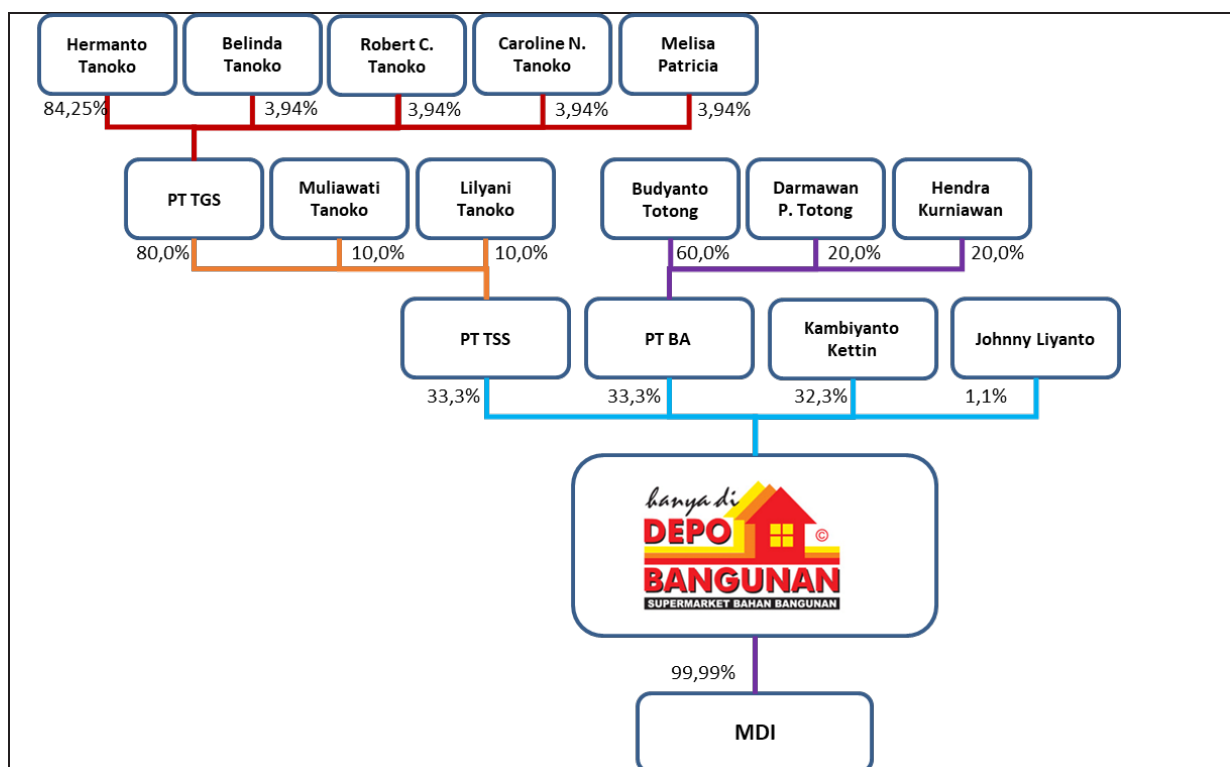 Hermanto
Tanoko
Belinda
Tanoko
Robert C.
Tanoko
Caroline N.
Tanoko
Melisa
Patricia
84,25%
3,94%
3,94%
3,94%
3,94%
PT TGS
Muliawati
Tanoko
Lilyani
Tanoko
Budyanto
Totong
Darmawan
P. Totong
Hendra
Kurniawan
80,0%
10,0%
10,0%
60,0%
20,0%
20,0%
PT TSS
PT BA
Kambiyanto
Kettin
Johnny Liyanto
33,3%
33,3%
32,3%
1,1%
hanya di
DEPO
©
BANGUNAN
SUPERMARKET BAHAN BANGUNAN
99,99%
MDI